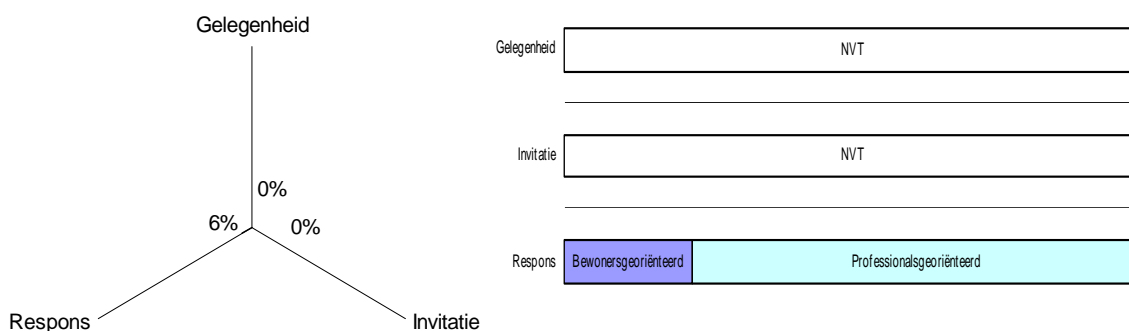 Gelegenheid
0%
6%
0%
Respons
Invitatie
Gelegenheid
NVT
Invitatie
NVT
Respons
Bewonersgeoriënteerd
Professionalsgeoriënteerd